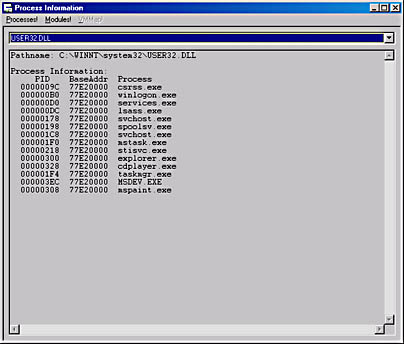 Process Information
Processes! Modules! VMMap!
USER32.DLL
Pathname: C:\WINNT\system32\USER32.DLL
Process Information:
PID BaseAddr Process
0000009C 77E20000 csrss.exe
000000B0 77E20000 winlogon.exe
000000D0 77E20000 services.exe
000000DC 77E20000 lsass.exe
00000178 77E20000 svchost.exe
00000198 77E20000 spoolsv.exe
000001C8 77E20000 svchost.exe
000001F0 77E20000 mstask.exe
00000218 77E20000 stisvc.exe
00000300 77E20000 explorer.exe
00000328 77E20000 cdplayer.exe
000001F4 77E20000 taskmgr.exe
000003EC 77E20000 MSDEV.EXE
00000308 77E20000 mspaint.exe